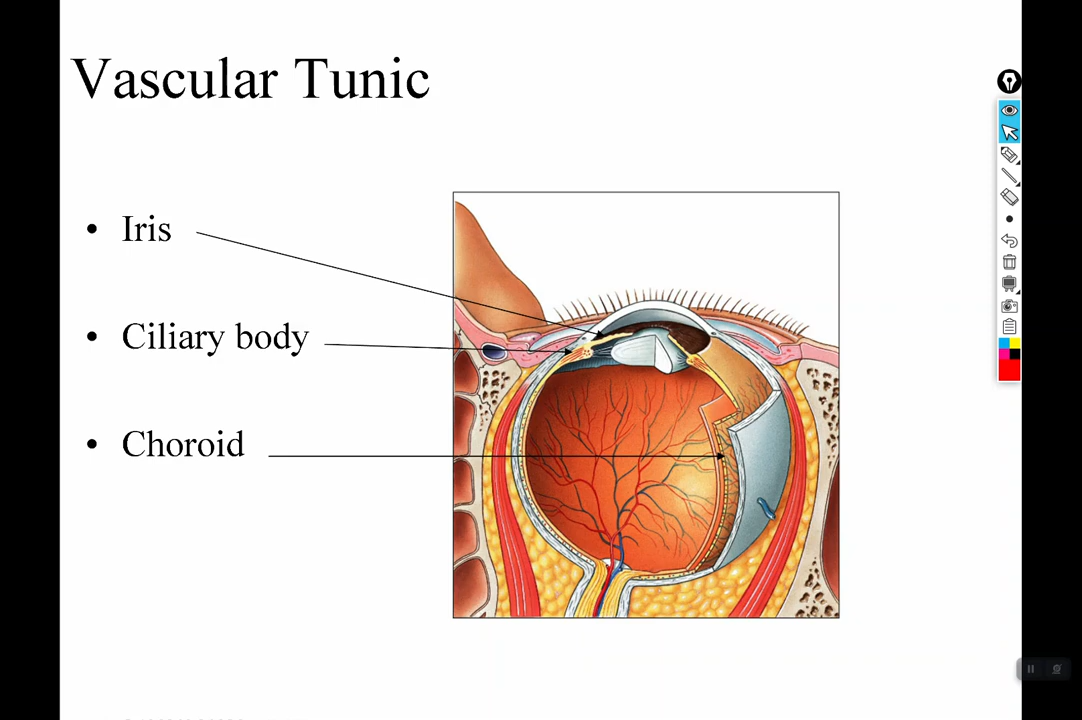 Vascular Tunic
• Iris
• Ciliary body
• Choroid